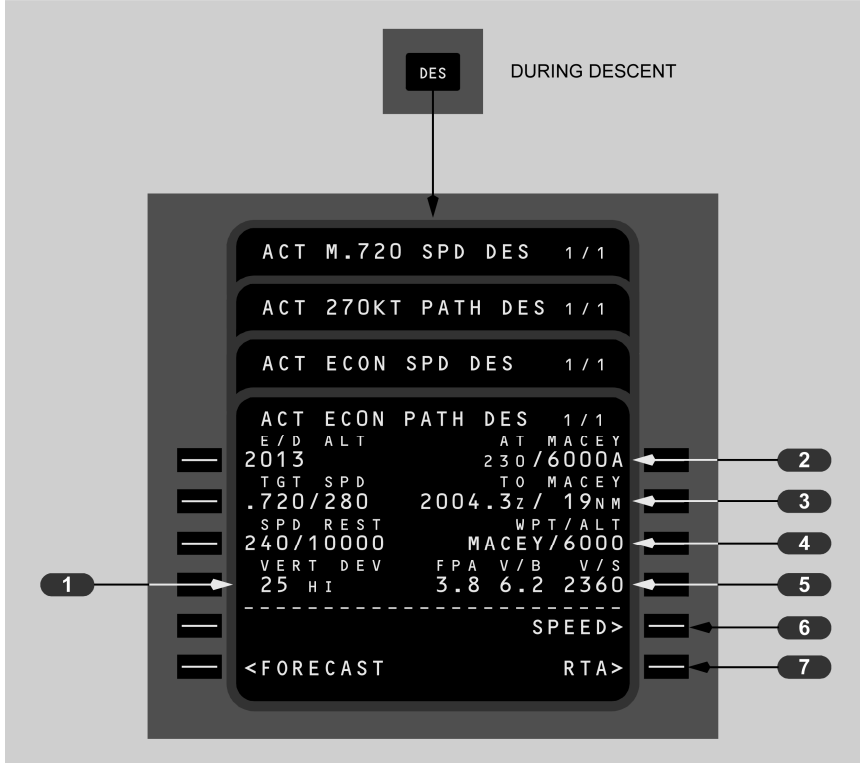 DES
DURING DESCENT
ACT M.720 SPD DES 1/1
ACT 270KT PATH DES 1/1
ACT ECON SPD DES 1/1
ACT ECON PATH DES 1/1
E/D ALT AT MACEY
2013 230/6000A
2
TGT SPD TO MACEY
.720/280 2004.3Z/ 19NM
3
SPD REST WPT/ALT
240/10000 MACEY/6000
4
VERT DEV FPA V/B V/S
1
25 HI 3.8 6.2 2360
5
------------------------
SPEED>
6
<FORECAST RTA>
7